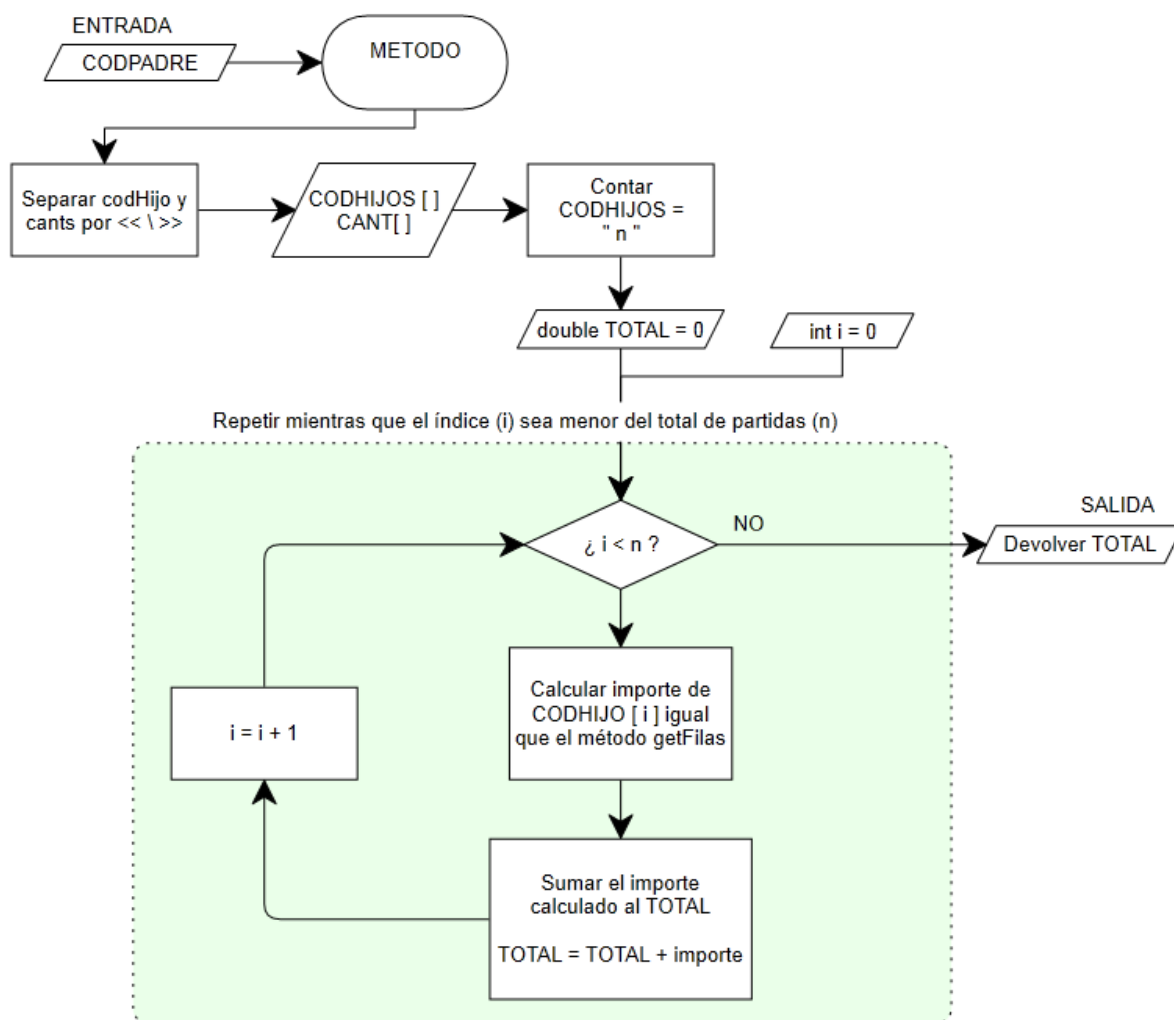 ENTRADA
CODPADRE
METODO
Separar codHijo y
cants por << \ >>
CODHIJOS [ ]
CANT[ ]
Contar
CODHIJOS =
" n "
double TOTAL = 0
int i = 0
Repetir mientras que el índice (i) sea menor del total de partidas (n)
¿ i < n ?
NO
SALIDA
Devolver TOTAL
Calcular importe de
CODHIJO [ i ] igual
que el método getFilas
i = i + 1
Sumar el importe
calculado al TOTAL
TOTAL = TOTAL + importe